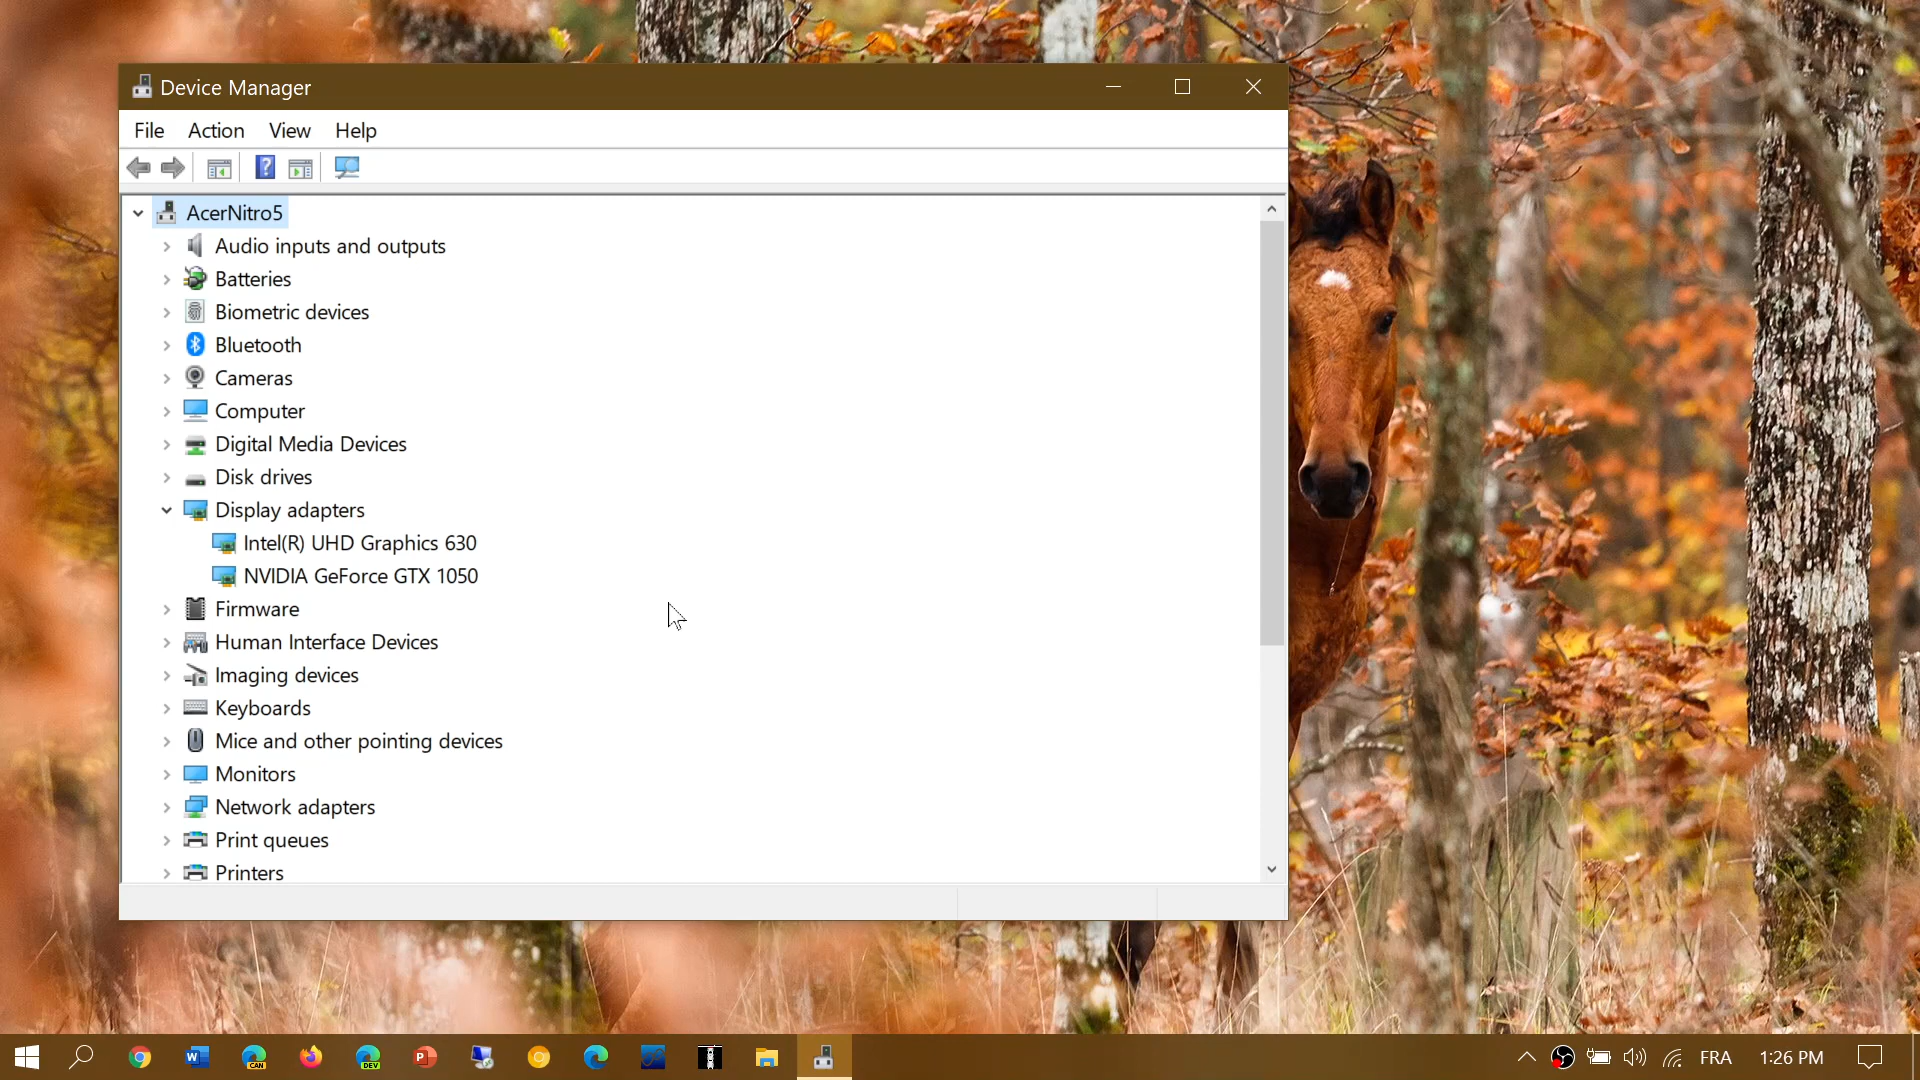 Device Manager
File Action View Help
AcerNitro5
Audio inputs and outputs
Batteries
Biometric devices
Bluetooth
Cameras
Computer
Digital Media Devices
Disk drives
Display adapters
Intel(R) UHD Graphics 630
NVIDIA GeForce GTX 1050
Firmware
Human Interface Devices
Imaging devices
Keyboards
Mice and other pointing devices
Monitors
Network adapters
Print queues
Printers
W CAN DEV P FRA 1:26 PM